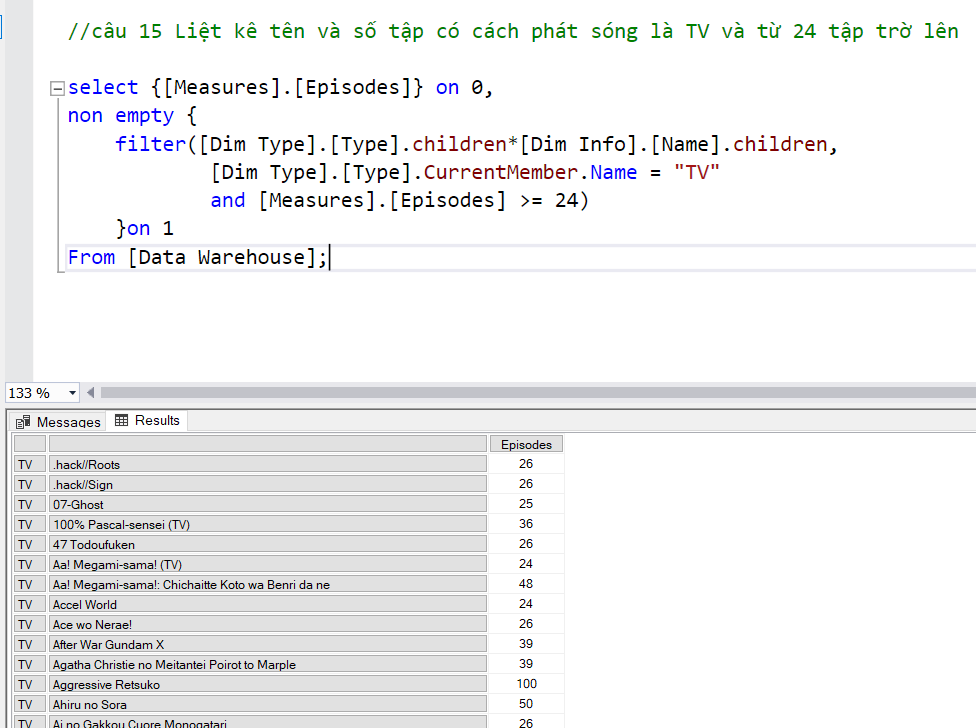 //câu 15 Liệt kê tên và số tập có cách phát sóng là TV và từ 24 tập trờ lên
select {[Measures].[Episodes]} on 0,
non empty {
filter([Dim Type].[Type].children*[Dim Info].[Name].children,
[Dim Type].[Type].CurrentMember.Name = "TV"
and [Measures].[Episodes] >= 24)
}on 1
From [Data Warehouse];
133 %
Messages Results
Episodes
TV .hack//Roots 26
TV .hack//Sign 26
TV 07-Ghost 25
TV 100% Pascal-sensei (TV) 36
TV 47 Todoufuken 26
TV Aa! Megami-sama! (TV) 24
TV Aa! Megami-sama!: Chichaitte Koto wa Benri da ne 48
TV Accel World 24
TV Ace wo Nerae! 26
TV After War Gundam X 39
TV Agatha Christie no Meitantei Poirot to Marple 39
TV Aggressive Retsuko 100
TV Ahiru no Sora 50
TV Ai no Gakkou Cuore Monogatari 26